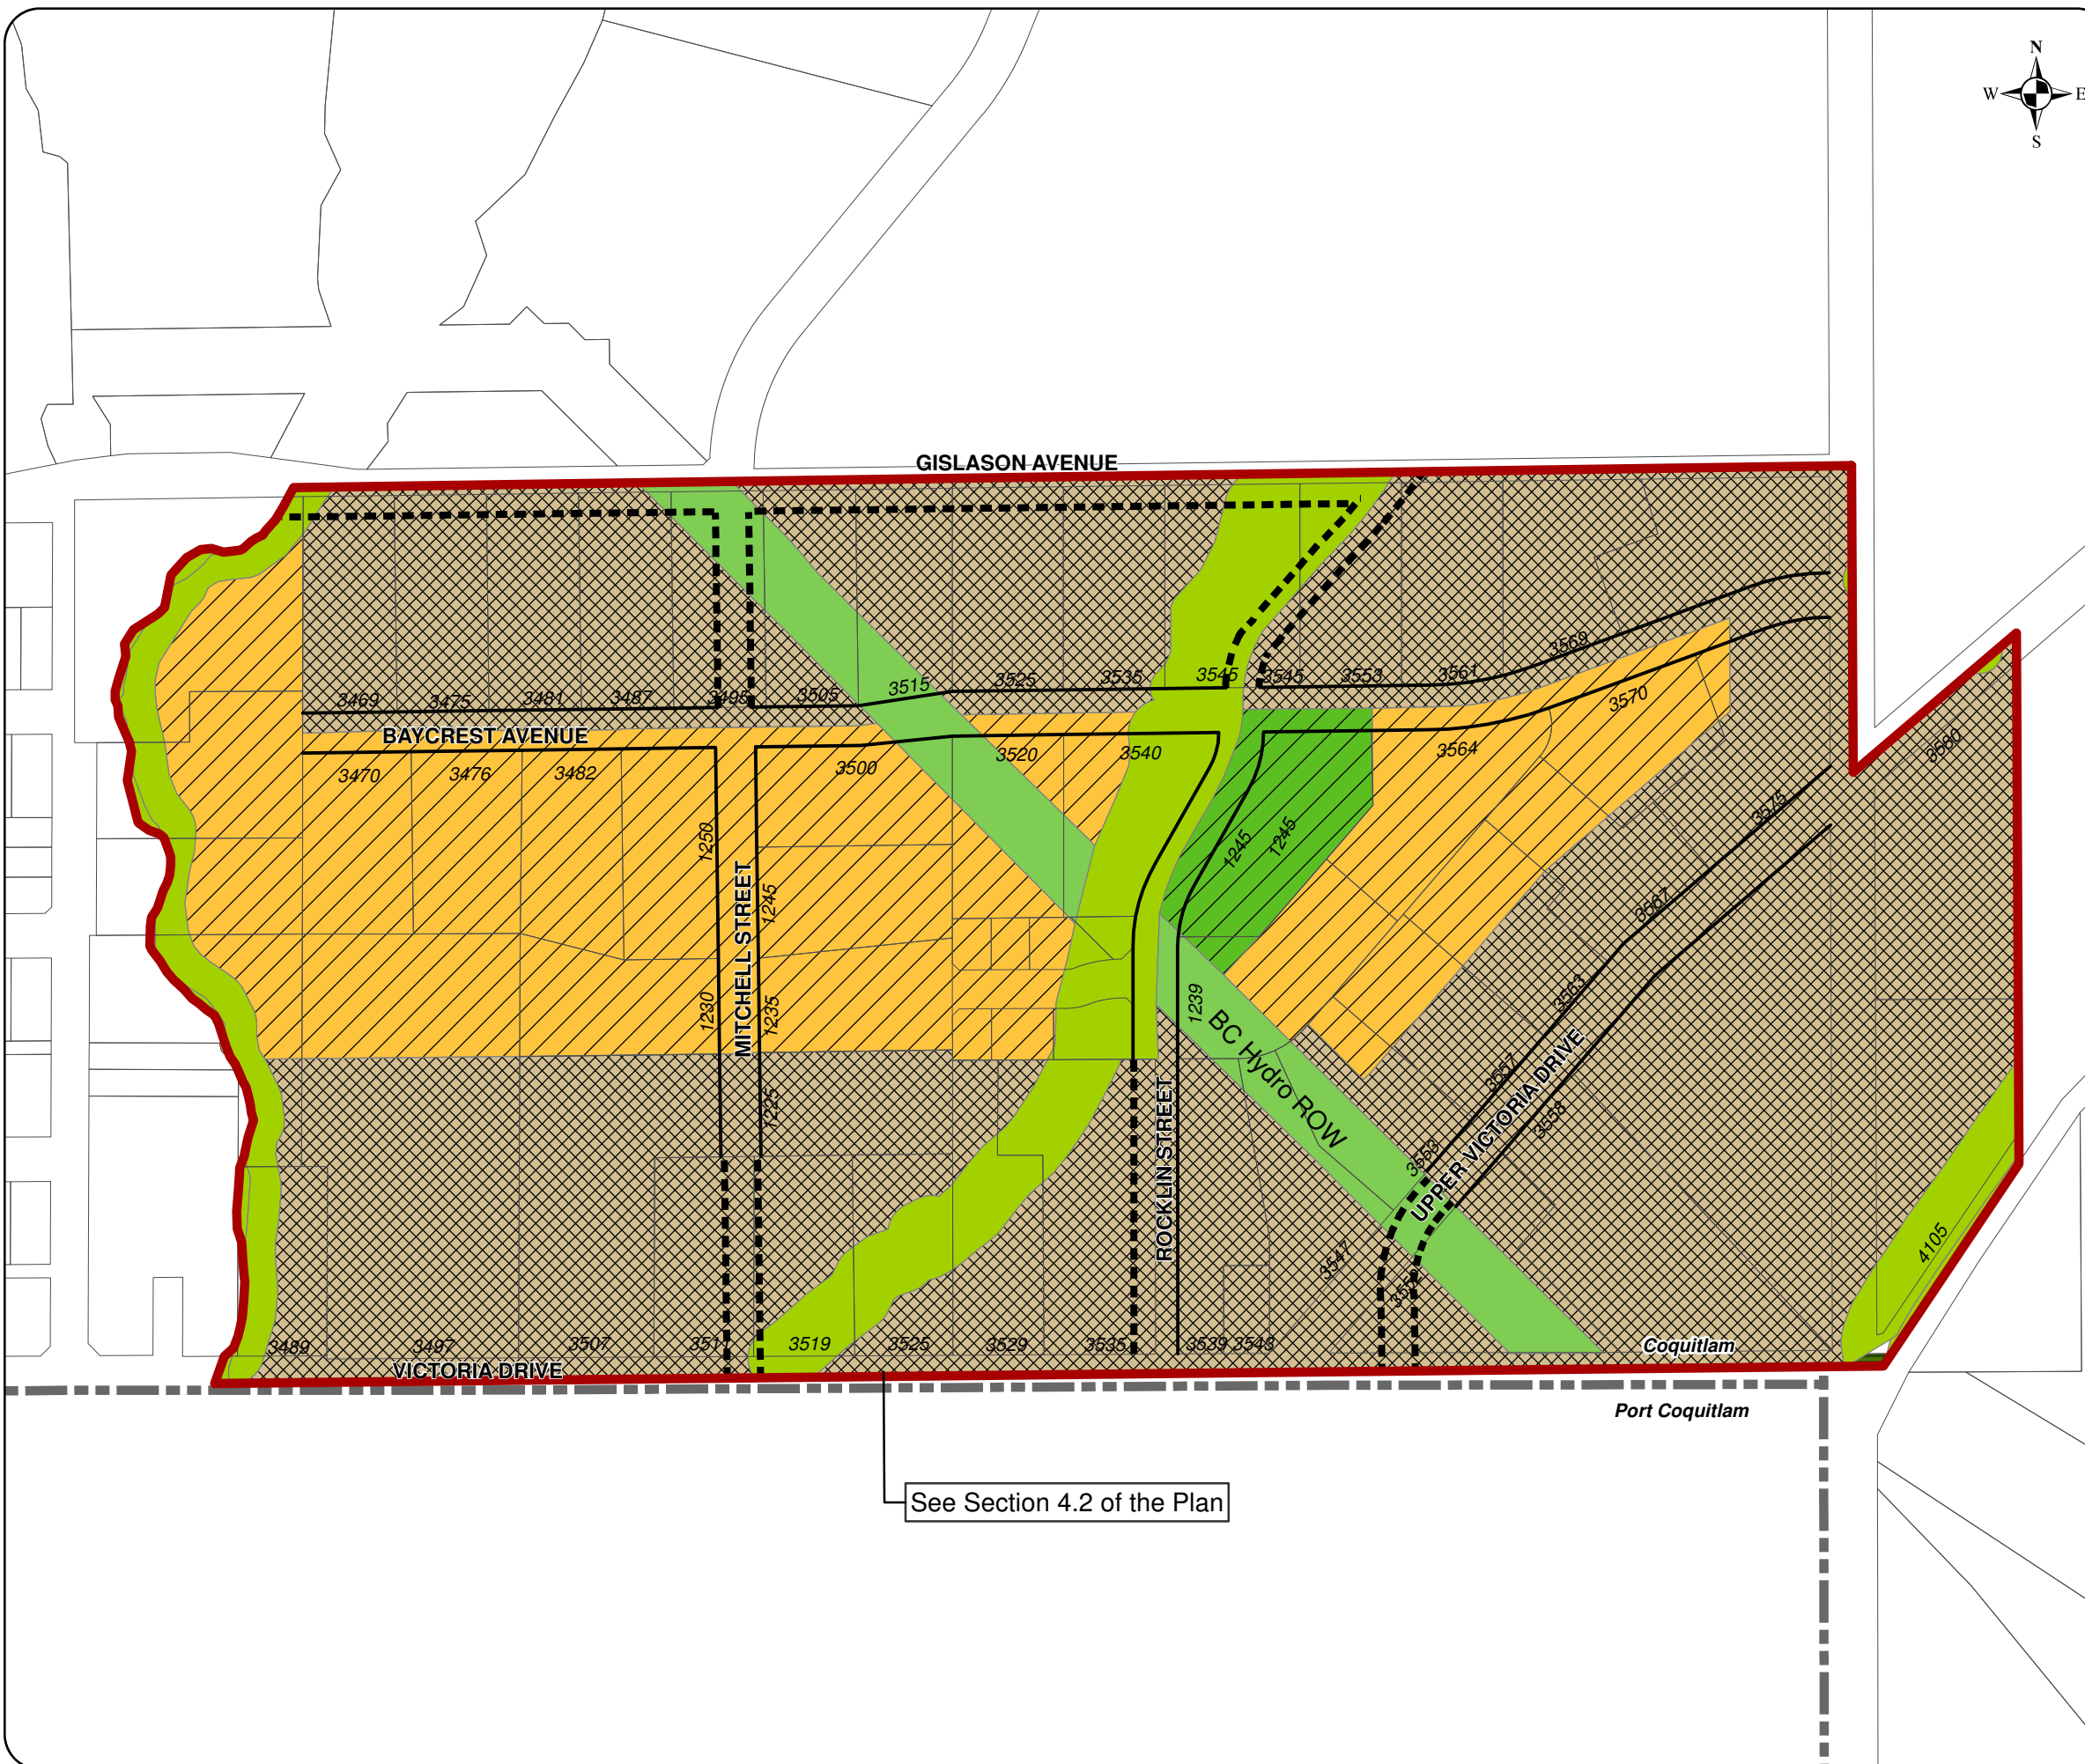 N
W E
S
GISLASON AVENUE
3469 3475 3481 3487 3495 3505 3515 3525 3535 3545 3545 3553 3561 3569
BAYCREST AVENUE
3470 3476 3482 3500 3520 3540 3564 3570
3580
3575
3567
3563
3557
3553
3558
1250
1245
1245
1245
MITCHELL STREET
1230
1235
1225
1239
BC Hydro ROW
ROCKLIN STREET
UPPER VICTORIA DRIVE
3547
4105
3489 3497 3507 3511 3519 3525 3529 3535 3539 3543
VICTORIA DRIVE
Coquitlam
Port Coquitlam
See Section 4.2 of the Plan